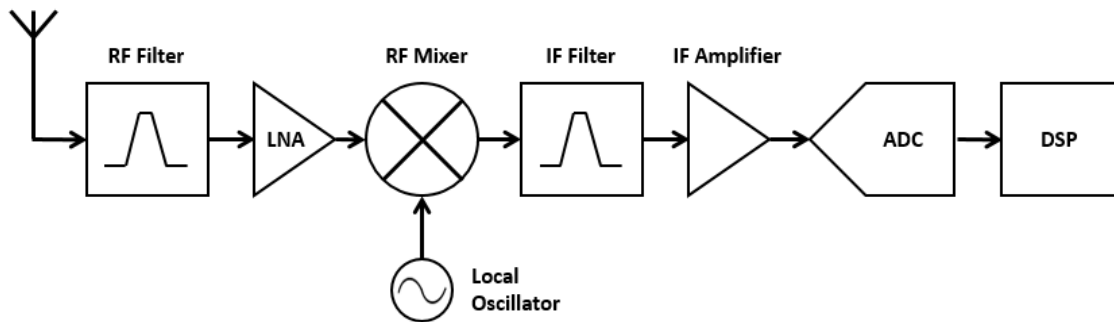 RF Filter
RF Mixer
IF Filter
IF Amplifier
LNA
ADC
DSP
Local
Oscillator